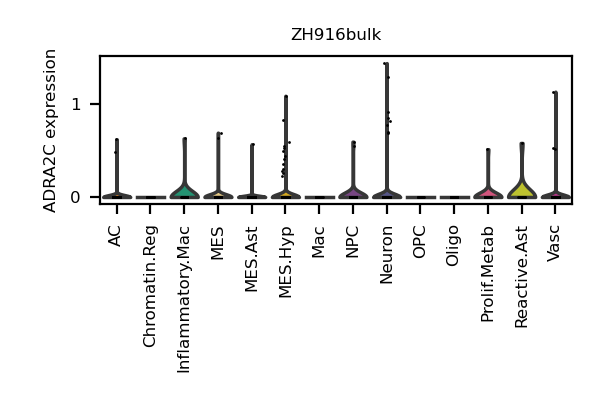 ZH916bulk
ADRA2C expression
1
0
AC
Chromatin.Reg
Inflammatory.Mac
MES
MES.Ast
MES.Hyp
Mac
NPC
Neuron
OPC
Oligo
Prolif.Metab
Reactive.Ast
Vasc